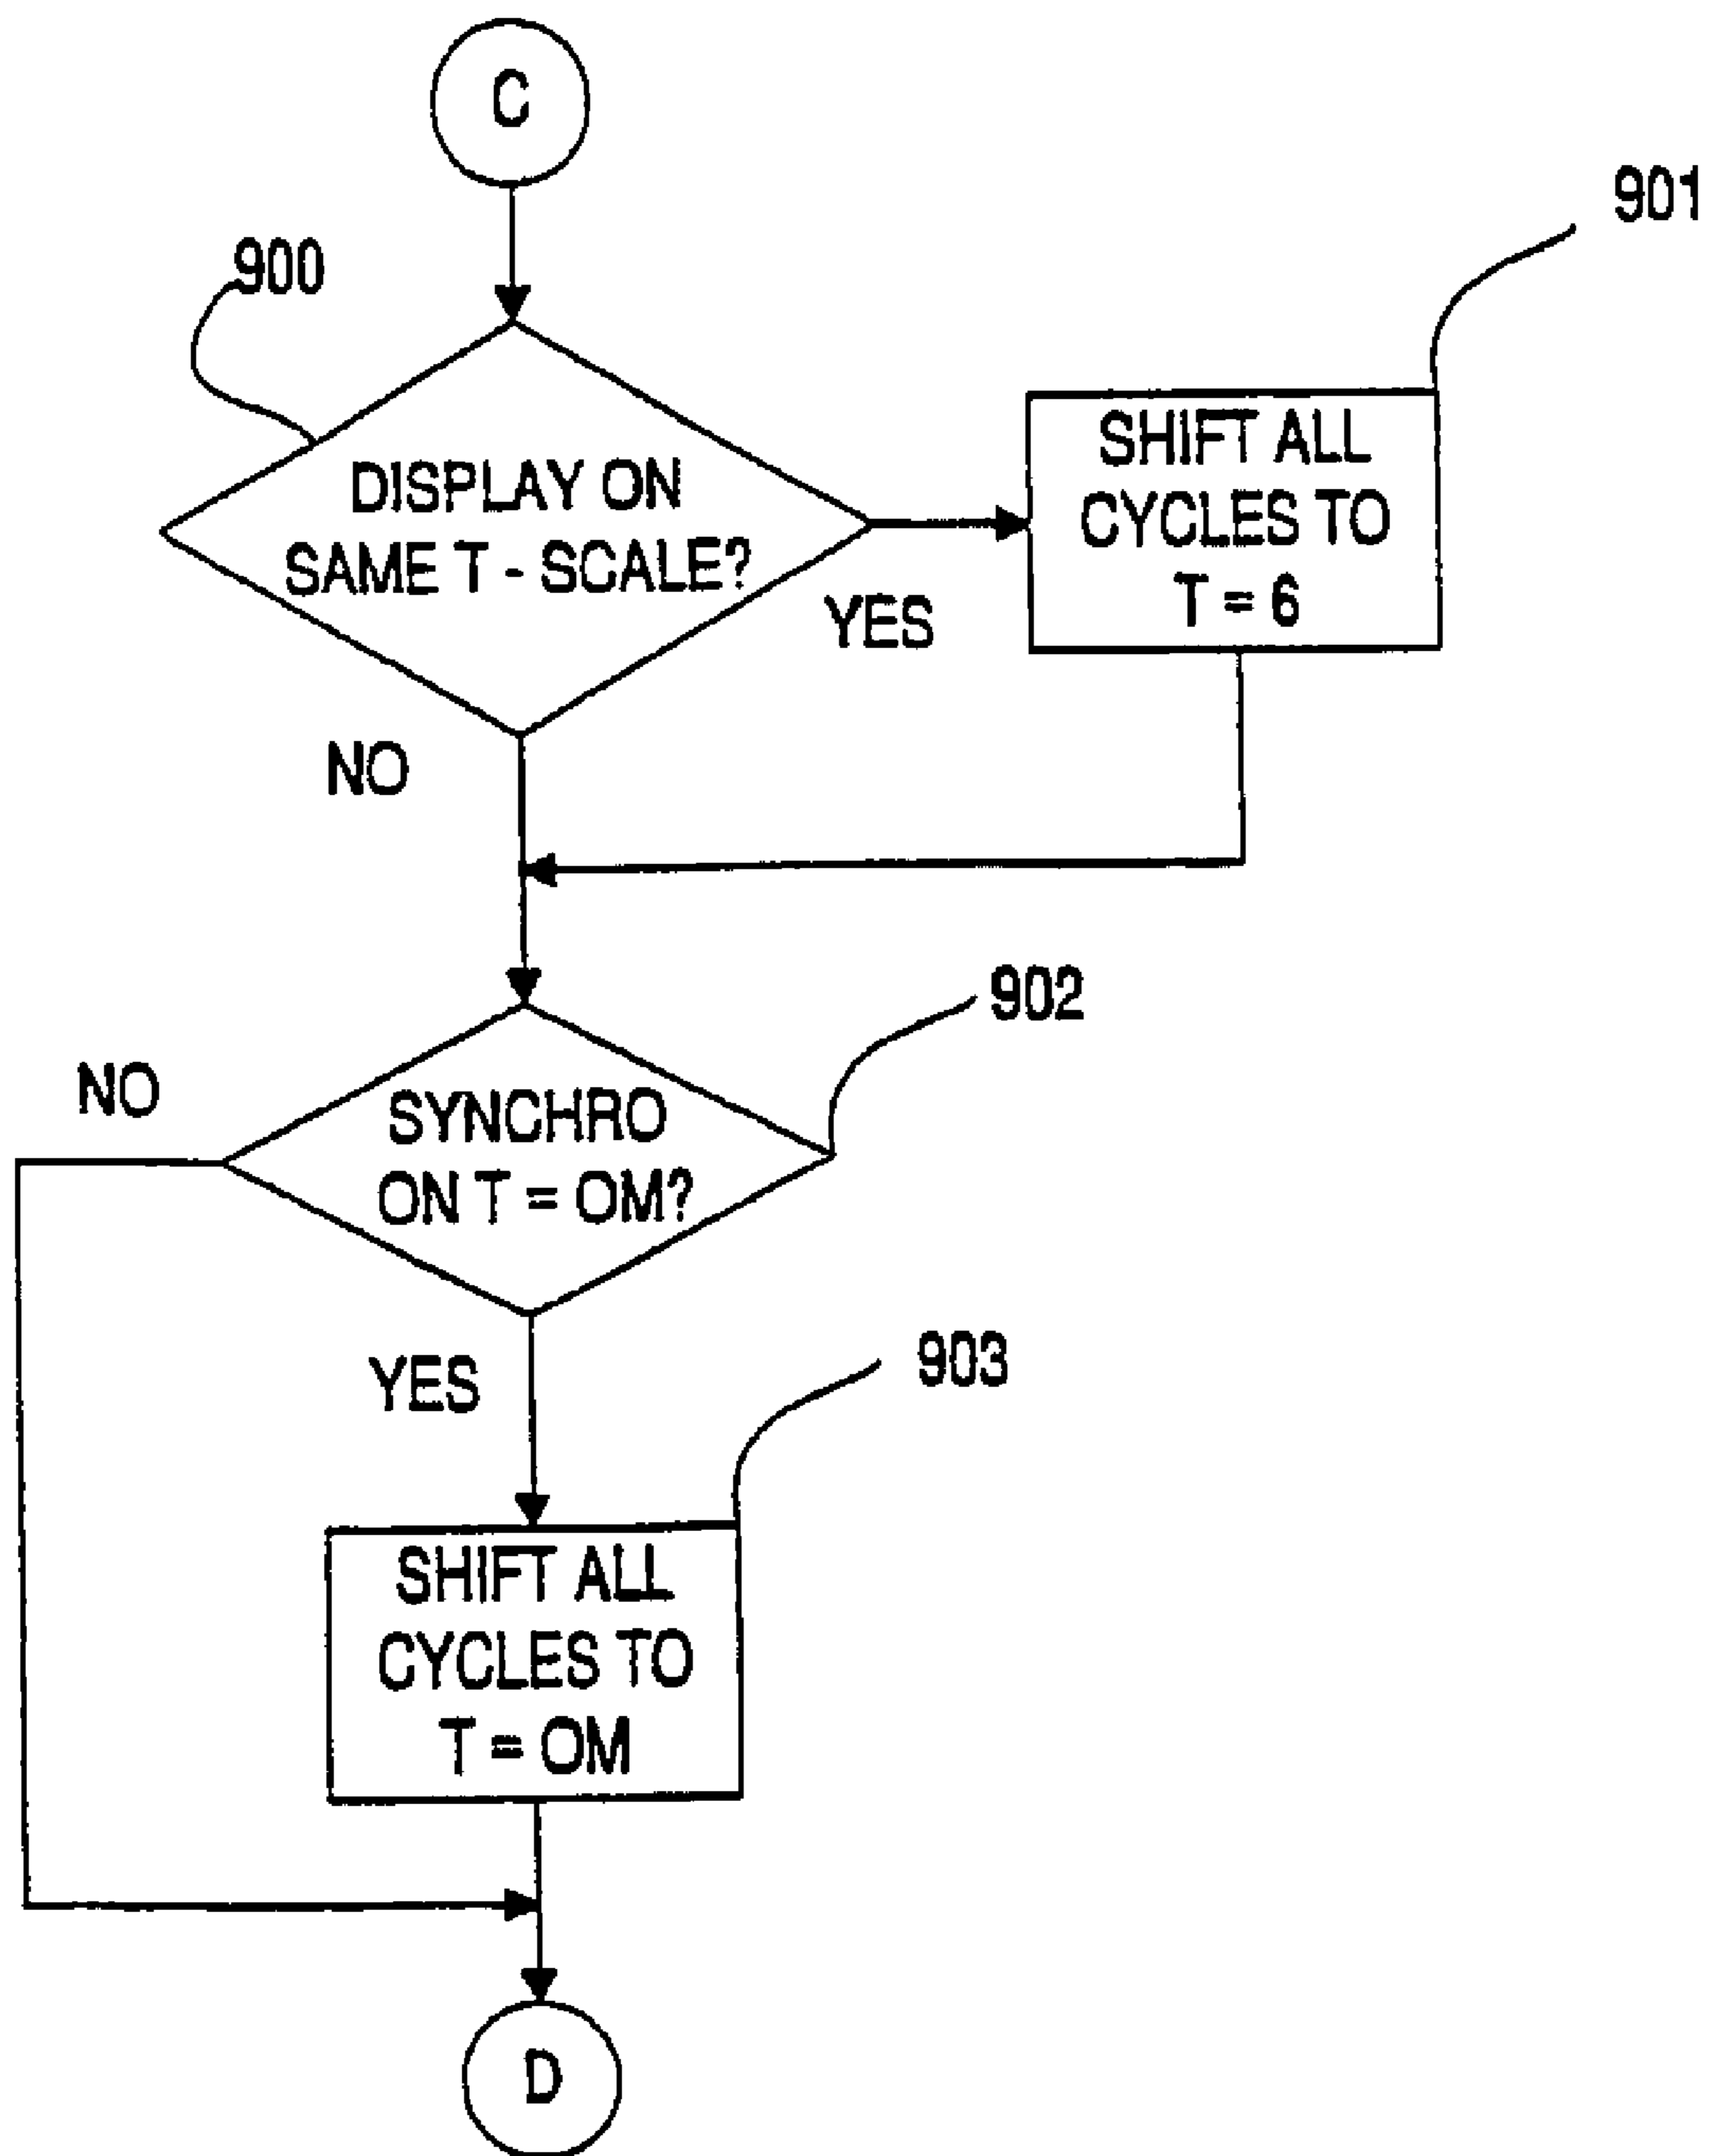 C
900
901
DISPLAY ON
SAME T - SCALE?
YES
SHIFT ALL
CYCLES TO
T = 6
NO
902
NO
SYNCHRO
ON T = OM?
YES
903
SHIFT ALL
CYCLES TO
T = OM
D